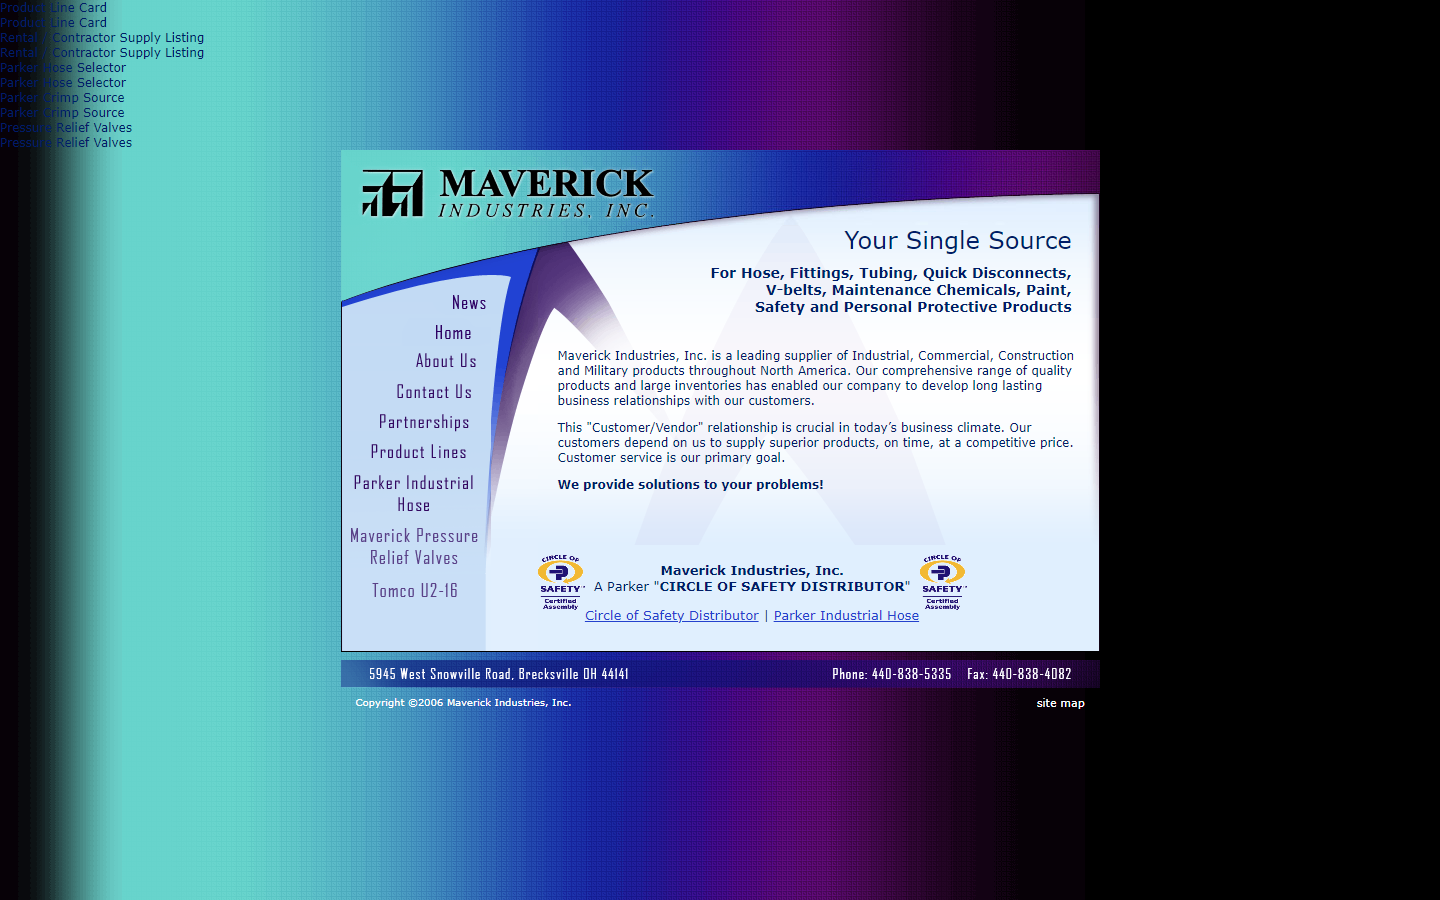 Product Line Card
Product Line Card
Rental / Contractor Supply Listing
Rental / Contractor Supply Listing
Parker Hose Selector
Parker Hose Selector
Parker Crimp Source
Parker Crimp Source
Pressure Relief Valves
Pressure Relief Valves
MAVERICK
INDUSTRIES, INC.
Your Single Source
For Hose, Fittings, Tubing, Quick Disconnects,
V-belts, Maintenance Chemicals, Paint,
Safety and Personal Protective Products
News
Home
About Us
Contact Us
Partnerships
Product Lines
Parker Industrial
Hose
Maverick Pressure
Relief Valves
Tomco U2-16
Maverick Industries, Inc. is a leading supplier of Industrial, Commercial, Construction
and Military products throughout North America. Our comprehensive range of quality
products and large inventories has enabled our company to develop long lasting
business relationships with our customers.
This "Customer/Vendor" relationship is crucial in today’s business climate. Our
customers depend on us to supply superior products, on time, at a competitive price.
Customer service is our primary goal.
We provide solutions to your problems!
CIRCLE OF
SAFETY
Certified
Assembly
Maverick Industries, Inc.
A Parker "CIRCLE OF SAFETY DISTRIBUTOR"
CIRCLE OF
SAFETY
Certified
Assembly
Circle of Safety Distributor | Parker Industrial Hose
5945 West Snowville Road, Brecksville OH 44141
Phone: 440-838-5335 Fax: 440-838-4082
Copyright ©2006 Maverick Industries, Inc.
site map